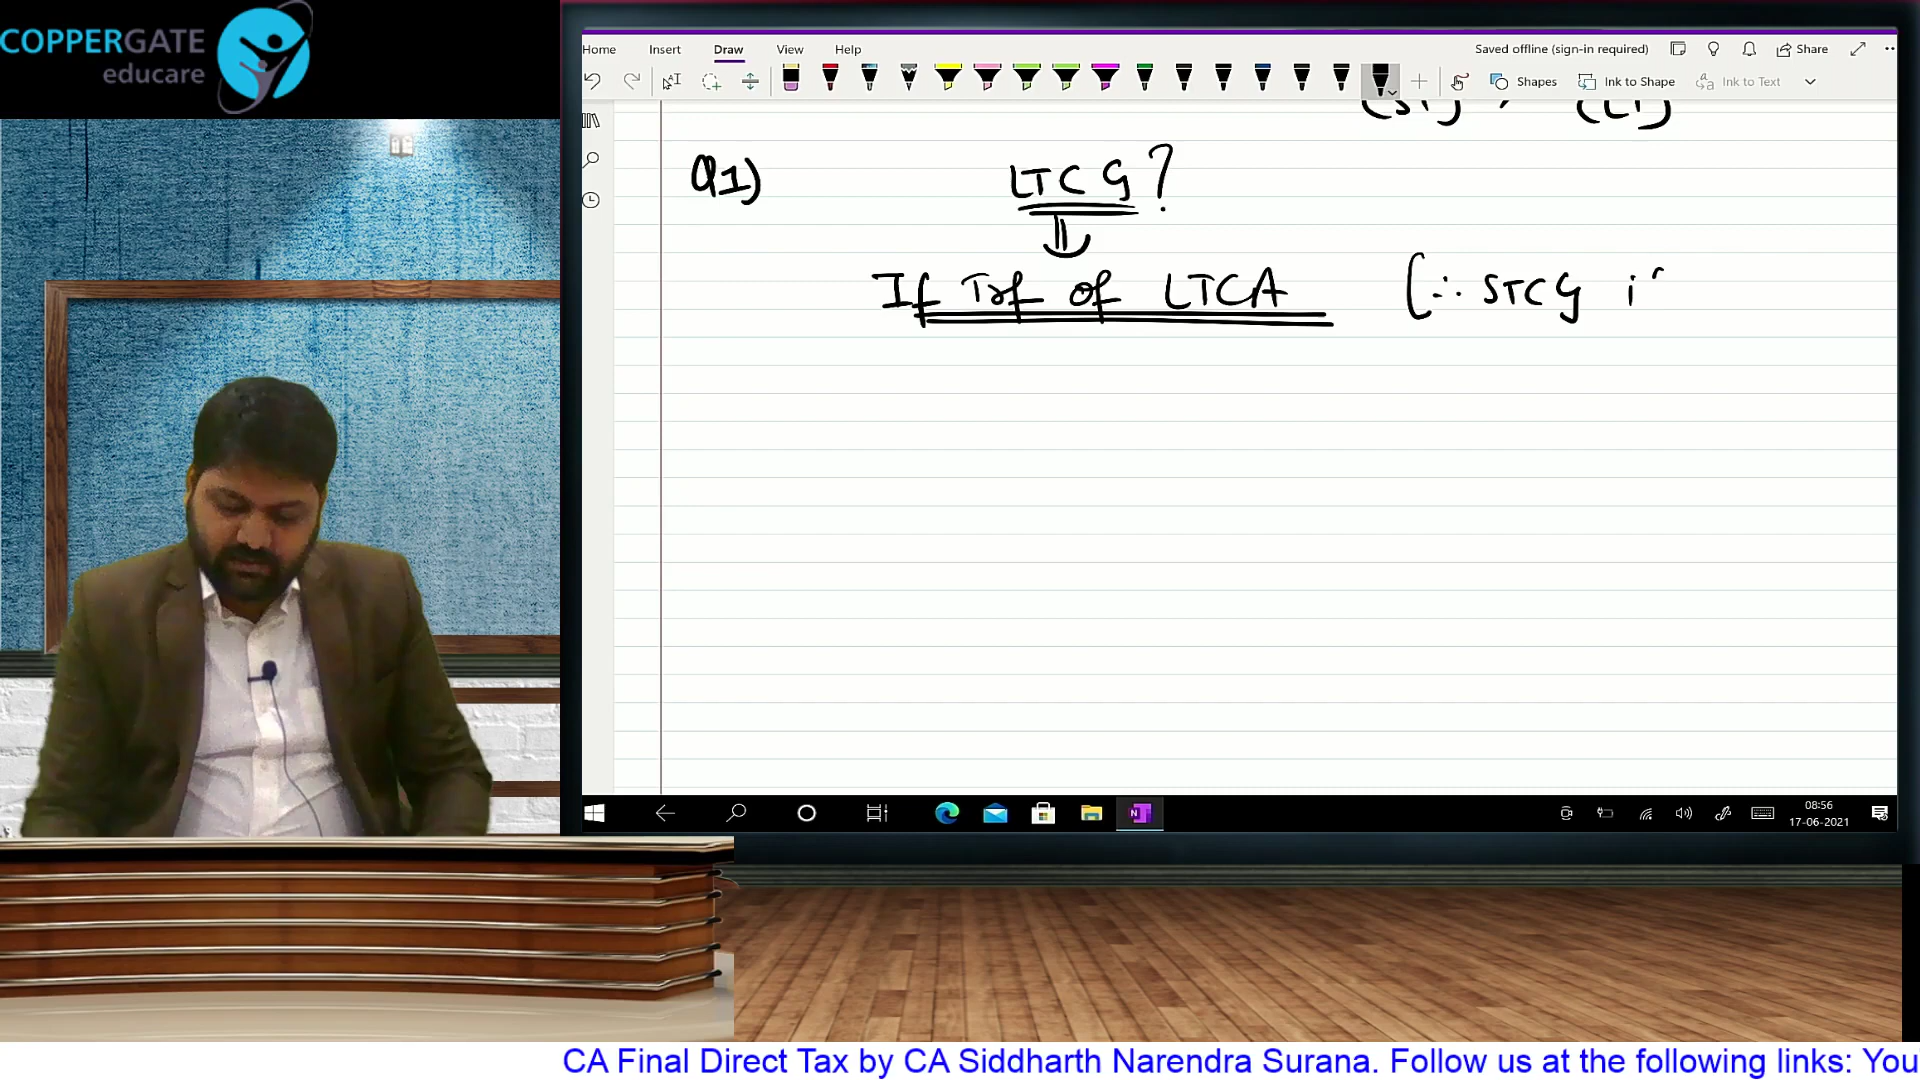 COPPERGATE
educare
Home Insert Draw View Help
Saved offline (sign-in required) Share
Shapes Ink to Shape Ink to Text
(ST) (LT)
Q1) LTCG?
If Trf of LTCA (∴ STCG i
08:56
17-06-2021
CA Final Direct Tax by CA Siddharth Narendra Surana. Follow us at the following links: You